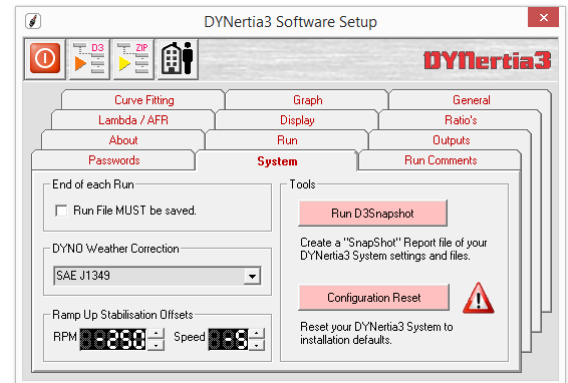 DYNertia3 Software Setup
D3
ZIP
DYNertia3
Curve Fitting
Graph
General
Lambda / AFR
Display
Ratio's
About
Run
Outputs
Passwords
System
Run Comments
End of each Run
Run File MUST be saved.
DYNO Weather Correction
SAE J1349
Ramp Up Stabilisation Offsets
RPM -250 Speed -5
Tools
Run D3Snapshot
Create a "SnapShot" Report file of your
DYNertia3 System settings and files.
Configuration Reset
Reset your DYNertia3 System to
installation defaults.